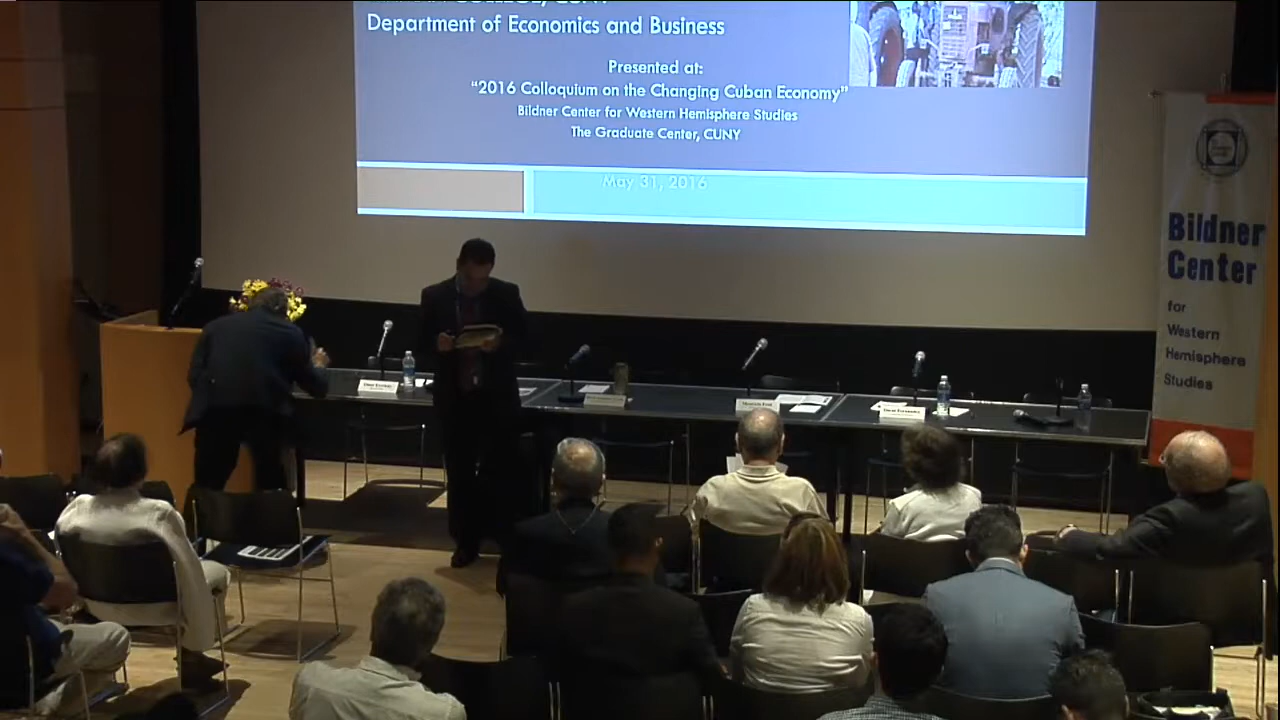 Department of Economics and Business
Presented at:
"2016 Colloquium on the Changing Cuban Economy"
Bildner Center for Western Hemisphere Studies
The Graduate Center, CUNY
May 31, 2016
Bildner
Center
for
Western
Hemisphere
Studies